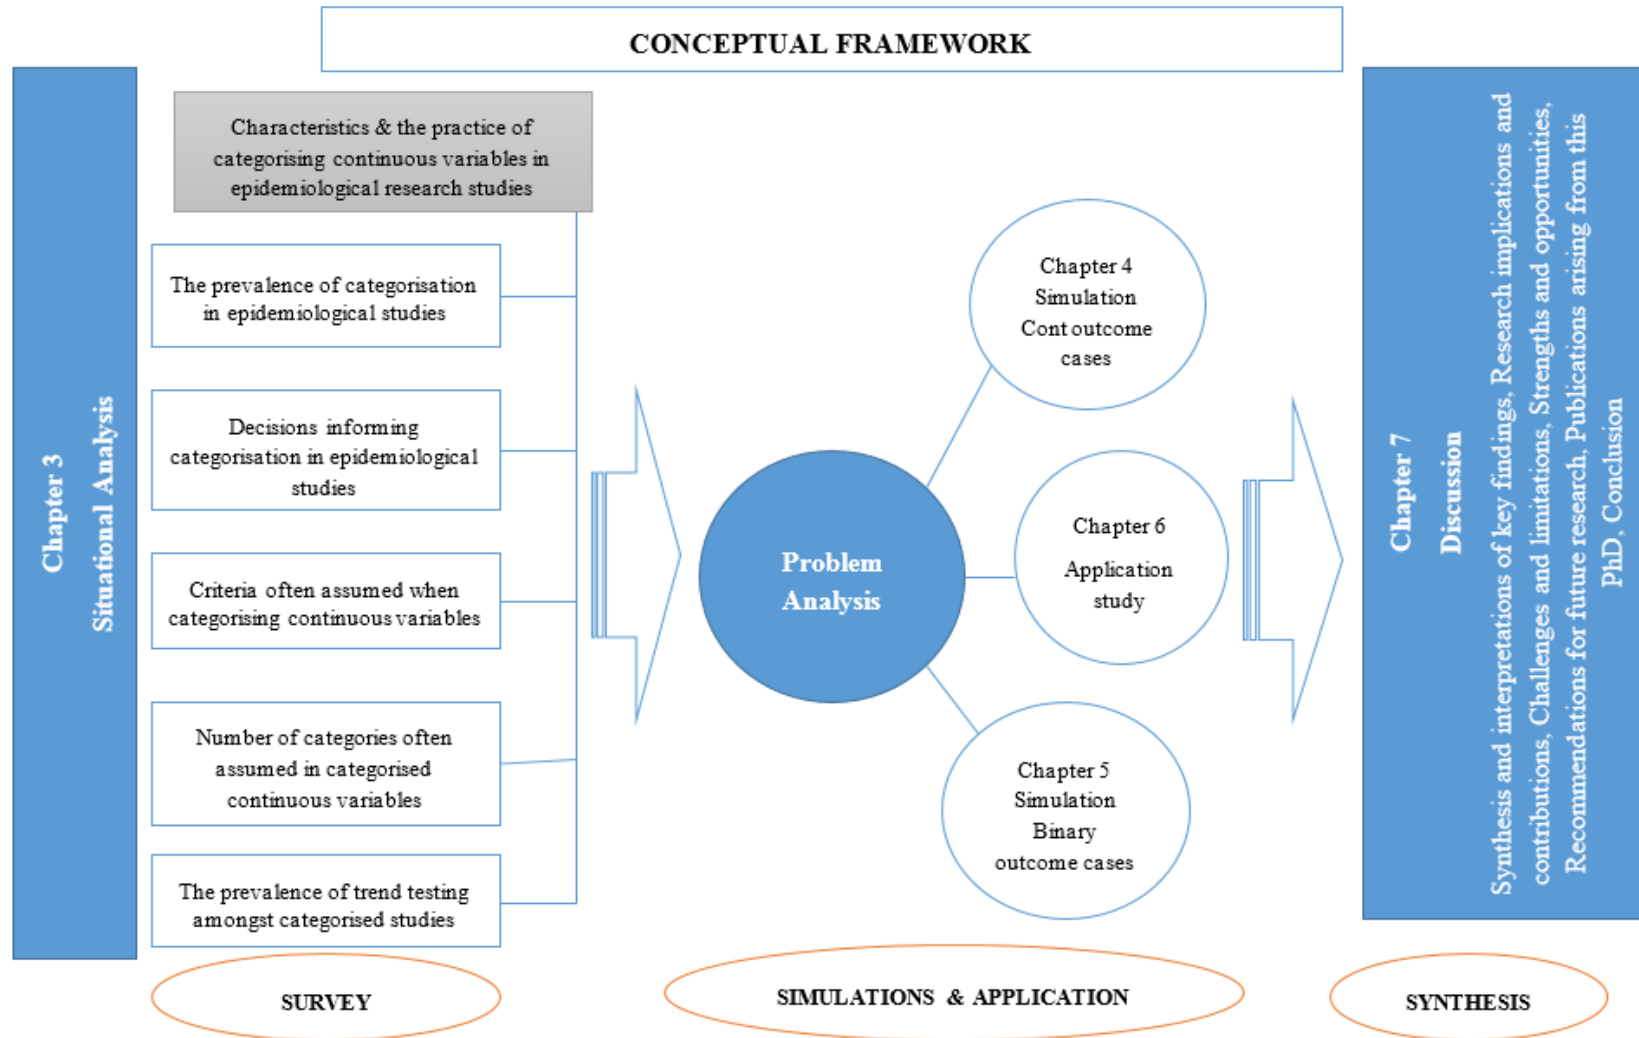 CONCEPTUAL FRAMEWORK
Chapter 3
Situational Analysis
Characteristics & the practice of
categorising continuous variables in
epidemiological research studies
The prevalence of categorisation
in epidemiological studies
Decisions informing
categorisation in epidemiological
studies
Criteria often assumed when
categorising continuous variables
Number of categories often
assumed in categorised
continuous variables
The prevalence of trend testing
amongst categorised studies
SURVEY
Problem
Analysis
Chapter 4
Simulation
Cont outcome
cases
Chapter 6
Application
study
Chapter 5
Simulation
Binary
outcome cases
SIMULATIONS & APPLICATION
Chapter 7
Discussion
Synthesis and interpretations of key findings, Research implications and
contributions, Challenges and limitations, Strengths and opportunities,
Recommendations for future research, Publications arising from this
PhD, Conclusion
SYNTHESIS